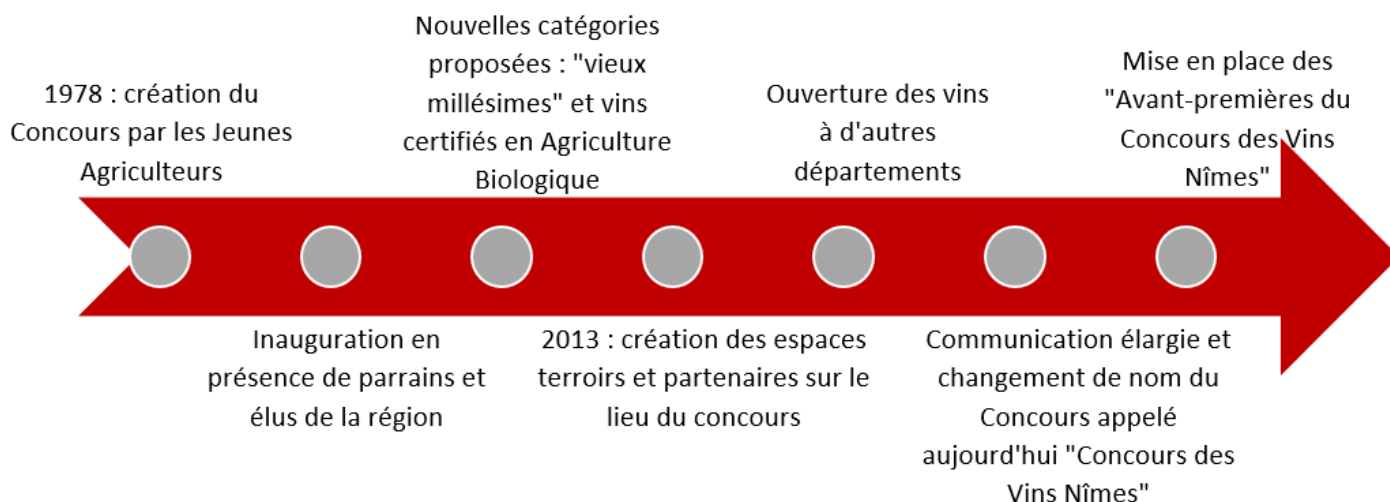 1978 : création du
Concours par les Jeunes
Agriculteurs
Inauguration en
présence de parrains et
élus de la région
Nouvelles catégories
proposées : "vieux
millésimes" et vins
certifiés en Agriculture
Biologique
2013 : création des espaces
terroirs et partenaires sur le
lieu du concours
Ouverture des vins
à d'autres
départements
Communication élargie et
changement de nom du
Concours appelé
aujourd'hui "Concours des
Vins Nîmes"
Mise en place des
"Avant-premières du
Concours des Vins
Nîmes"